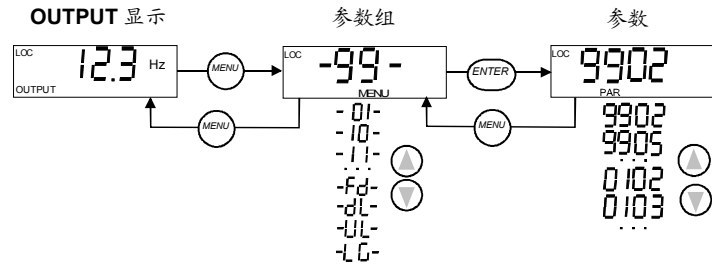 OUTPUT 显示
参数组
参数
LOC
12.3 Hz
OUTPUT
MENU
MENU
LOC
-99-
MENU
-01-
-10-
-11-
...
-Fd-
-dL-
-UL-
-LG-
ENTER
MENU
LOC
9902
PAR
9902
9905
...
0102
0103
...